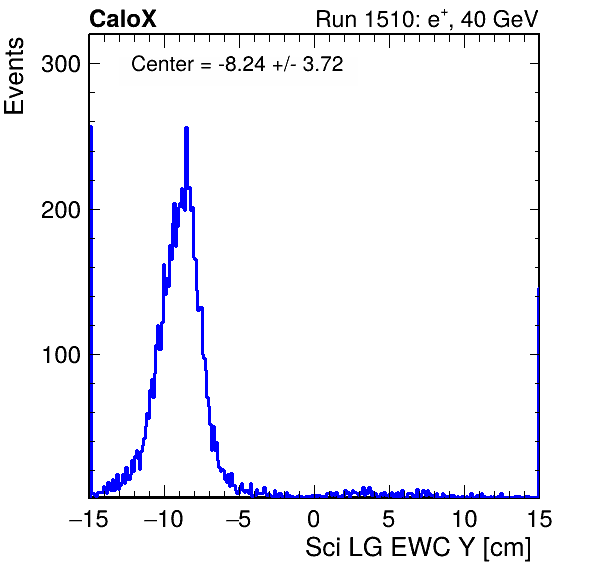 CaloX Run 1510: e⁺, 40 GeV
Center = -8.24 +/- 3.72
Events
300
200
100
−15 −10 −5 0 5 10 15
Sci LG EWC Y [cm]